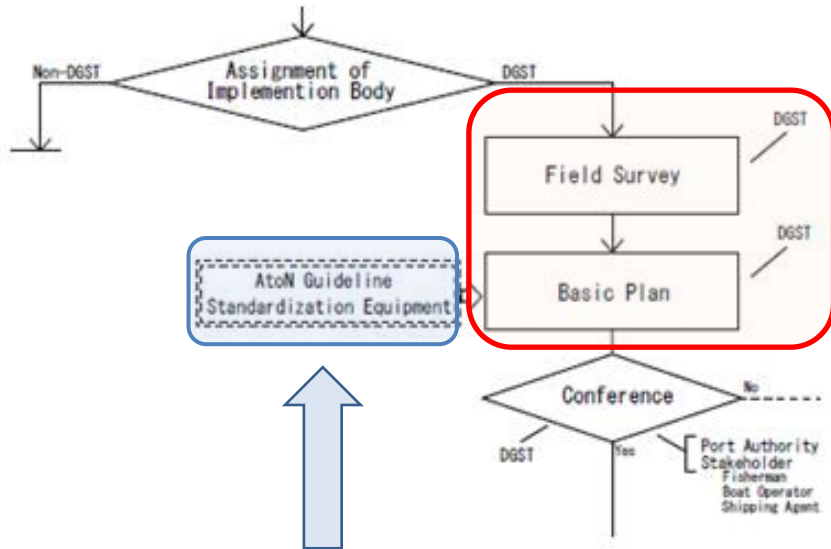 Assignment of
Implemention Body
Non-DGST
DGST
DGST
Field Survey
DGST
Basic Plan
AtoN Guideline
Standardization Equipment
Conference
No
DGST
Yes
Port Authority
Stakeholder
Fisherman
Boat Operator
Shipping Agent